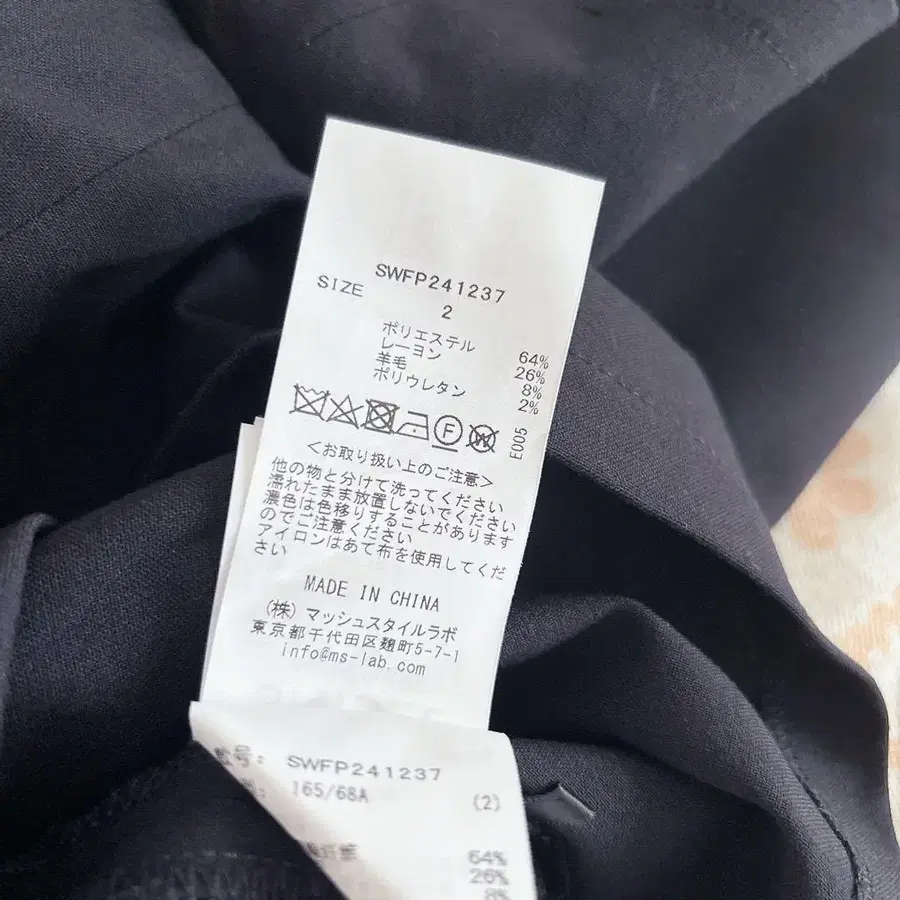 SWFP241237
SIZE 2
ポリエステル 64%
レーヨン 26%
羊毛 8%
ポリウレタン 2%
F W E005
<お取り扱い上のご注意>
他の物と分けて洗ってください
濡れたまま放置しないでください
濃色は色移りすることがあります
のでご注意ください
アイロンはあて布を使用してくだ
さい
MADE IN CHINA
(株)マッシュスタイルラボ
東京都千代田区麹町5-7-1
info@ms-lab.com
号: SWFP241237
165/68A (2)
64%
26%
8%